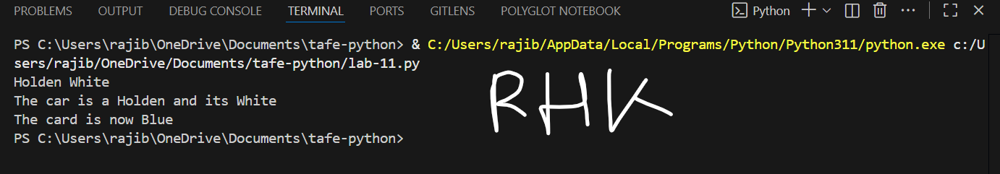 PROBLEMS OUTPUT DEBUG CONSOLE TERMINAL PORTS GITLENS POLYGLOT NOTEBOOK Python
PS C:\Users\rajib\OneDrive\Documents\tafe-python> & C:/Users/rajib/AppData/Local/Programs/Python/Python311/python.exe c:/U
sers/rajib/OneDrive/Documents/tafe-python/lab-11.py
Holden White
The car is a Holden and its White
The card is now Blue
PS C:\Users\rajib\OneDrive\Documents\tafe-python>
RHK